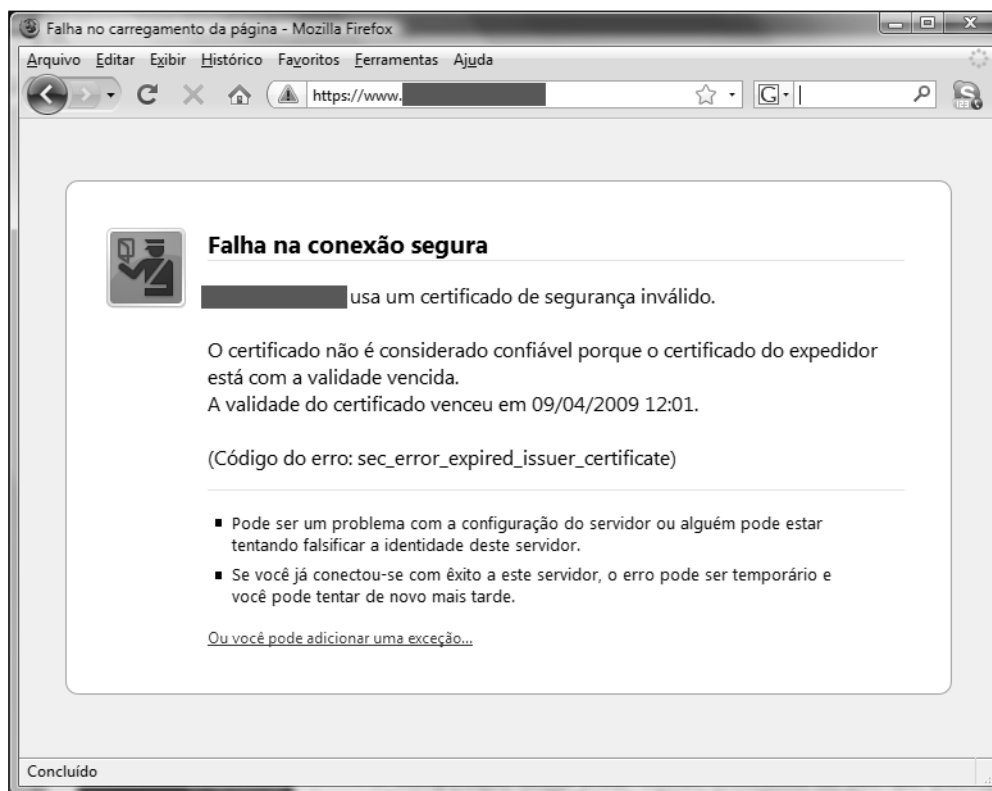 Falha no carregamento da página - Mozilla Firefox
Arquivo Editar Exibir Histórico Favoritos Ferramentas Ajuda
https://www.
G
Falha na conexão segura
usa um certificado de segurança inválido.
O certificado não é considerado confiável porque o certificado do expedidor
está com a validade vencida.
A validade do certificado venceu em 09/04/2009 12:01.
(Código do erro: sec_error_expired_issuer_certificate)
Pode ser um problema com a configuração do servidor ou alguém pode estar
tentando falsificar a identidade deste servidor.
Se você já conectou-se com êxito a este servidor, o erro pode ser temporário e
você pode tentar de novo mais tarde.
Ou você pode adicionar uma exceção...
Concluído